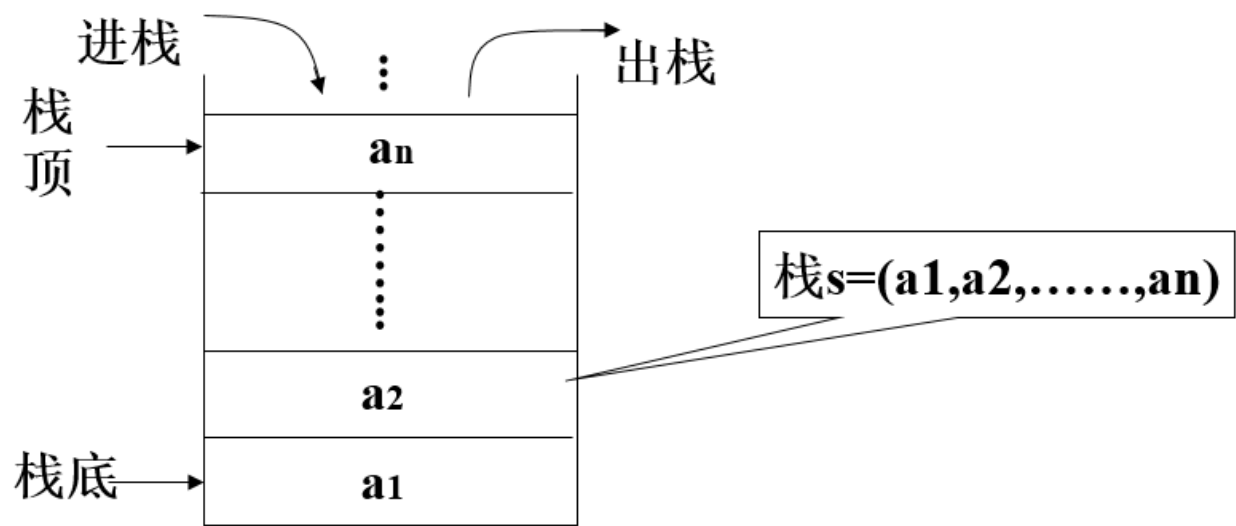 进栈
出栈
栈
顶
an
栈s=(a1,a2,……,an)
a2
栈底
a1